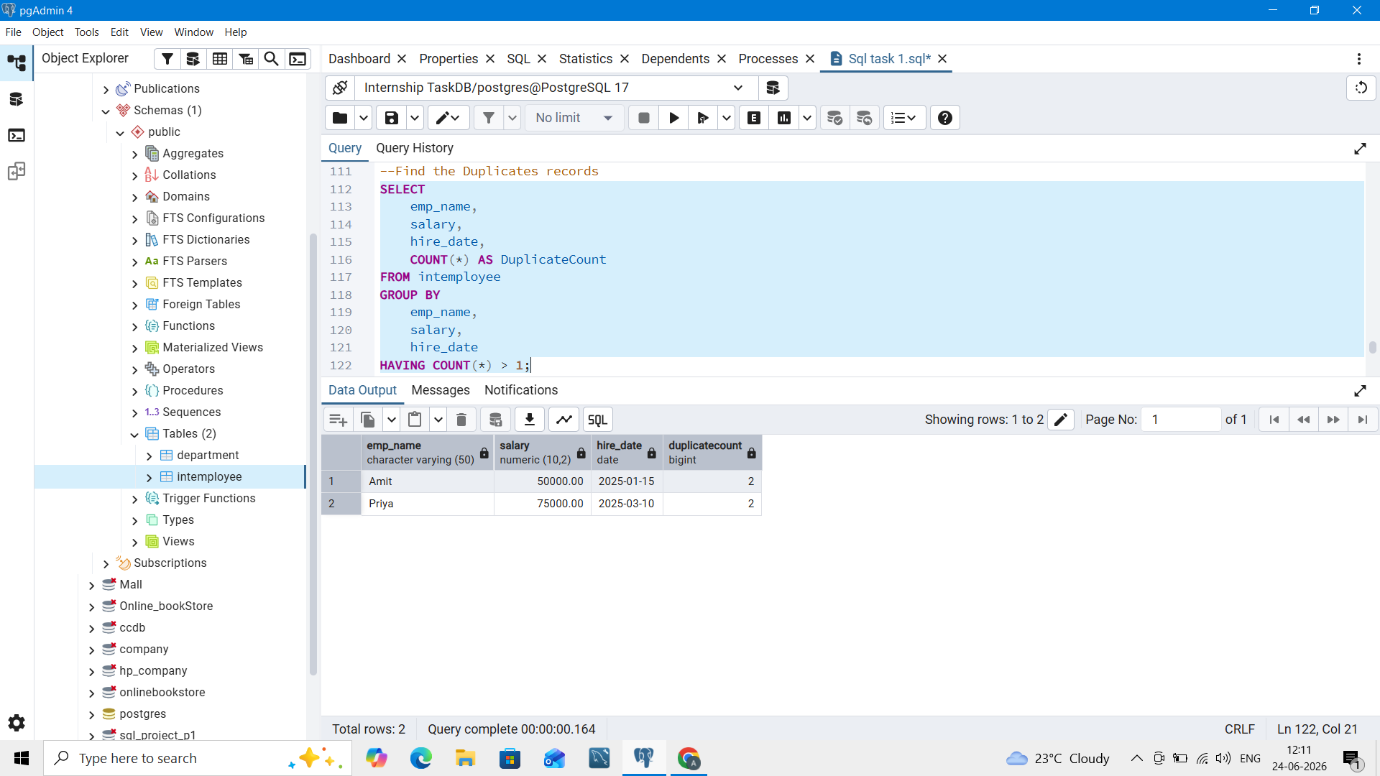 pgAdmin 4
File Object Tools Edit View Window Help
Object Explorer
Dashboard Properties SQL Statistics Dependents Processes Sql task 1.sql*
Internship TaskDB/postgres@PostgreSQL 17
No limit
E
Query Query History
Publications
Schemas (1)
public
Aggregates
Collations
Domains
FTS Configurations
FTS Dictionaries
Aa FTS Parsers
FTS Templates
Foreign Tables
Functions
Materialized Views
Operators
Procedures
1..3 Sequences
Tables (2)
department
intemployee
Trigger Functions
Types
Views
Subscriptions
Mall
Online_bookStore
ccdb
company
hp_company
onlinebookstore
postgres
sql_project_p1
111 --Find the Duplicates records
112 SELECT
113 emp_name,
114 salary,
115 hire_date,
116 COUNT(*) AS DuplicateCount
117 FROM intemployee
118 GROUP BY
119 emp_name,
120 salary,
121 hire_date
122 HAVING COUNT(*) > 1;
Data Output Messages Notifications
SQL Showing rows: 1 to 2 Page No: 1 of 1
emp_name salary hire_date duplicatecount
character varying (50) numeric (10,2) date bigint
1 Amit 50000.00 2025-01-15 2
2 Priya 75000.00 2025-03-10 2
Total rows: 2 Query complete 00:00:00.164 CRLF Ln 122, Col 21
Type here to search 23°C Cloudy ENG 12:11
24-06-2026 1